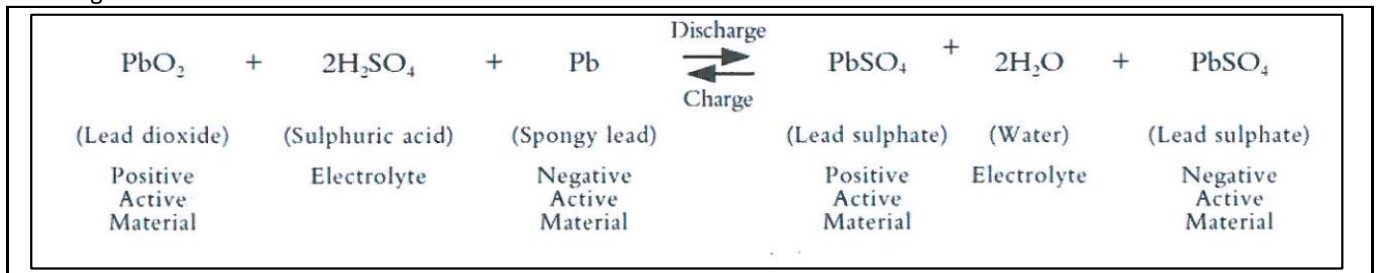 Discharge
PbO₂ + 2H₂SO₄ + Pb PbSO₄ + 2H₂O + PbSO₄
Charge
(Lead dioxide) (Sulphuric acid) (Spongy lead) (Lead sulphate) (Water) (Lead sulphate)
Positive Electrolyte Negative Positive Electrolyte Negative
Active Active Active Active
Material Material Material Material